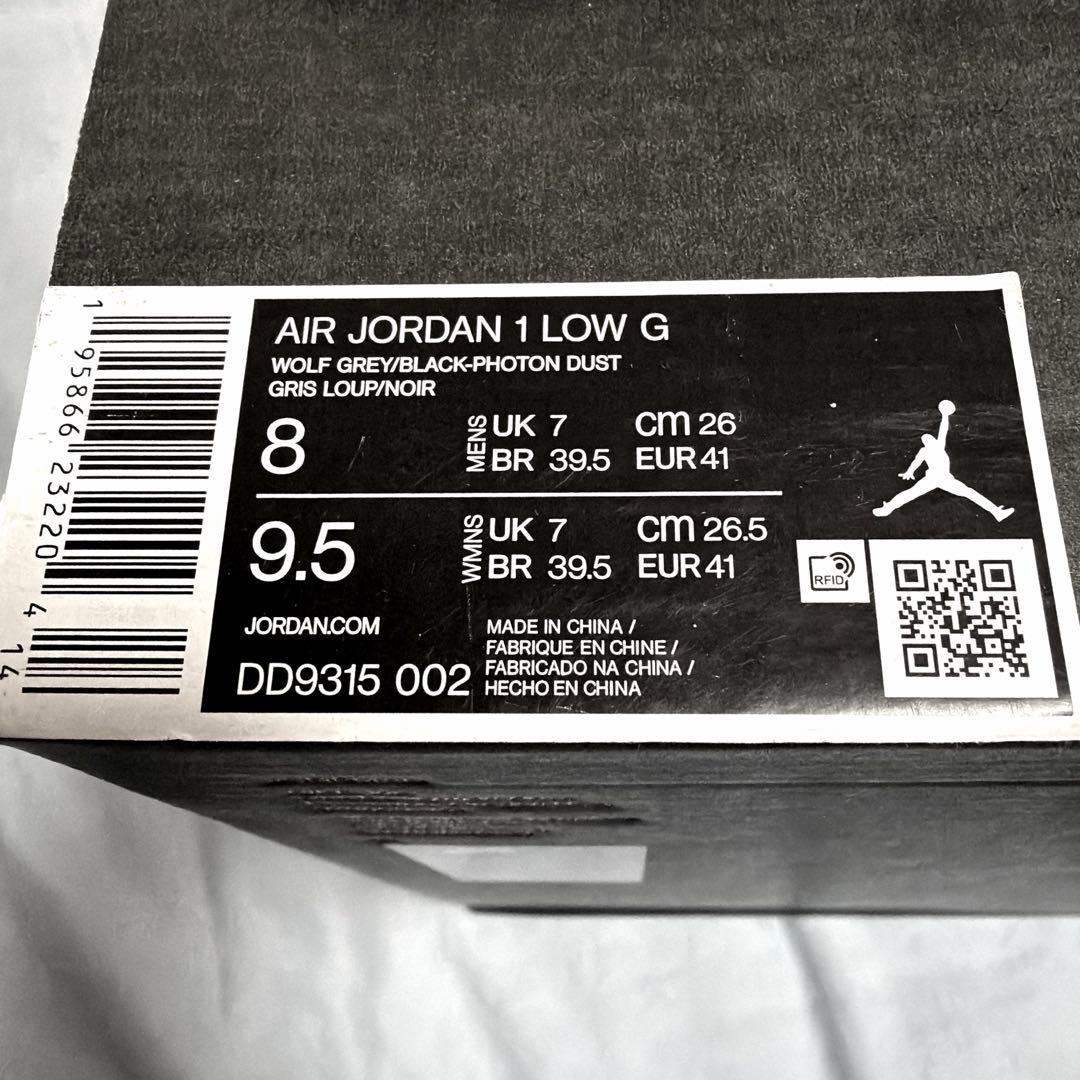 AIR JORDAN 1 LOW G
WOLF GREY/BLACK-PHOTON DUST
GRIS LOUP/NOIR
8 MENS UK 7 cm 26
BR 39.5 EUR 41
9.5 WMNS UK 7 cm 26.5
BR 39.5 EUR 41
RFID
JORDAN.COM
DD9315 002
MADE IN CHINA /
FABRIQUE EN CHINE /
FABRICADO NA CHINA /
HECHO EN CHINA
1 95866 23220 4 14